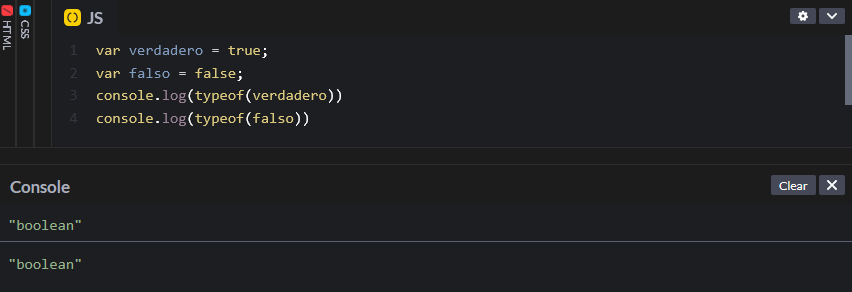 HTML
CSS
JS
1 var verdadero = true;
2 var falso = false;
3 console.log(typeof(verdadero))
4 console.log(typeof(falso))
Console
Clear
"boolean"
"boolean"